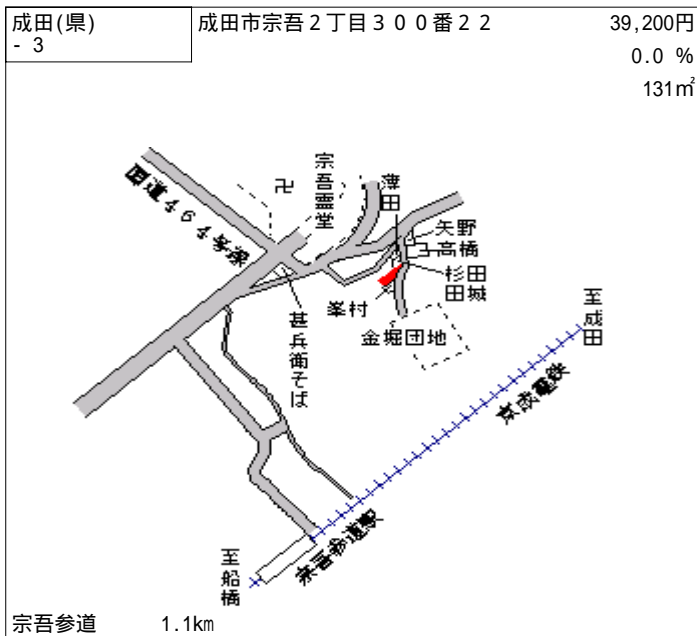 成田(県)
- 3
成田市宗吾２丁目３００番２２
39,200円
0.0 %
131㎡
国道464号線
卍
宗吾霊堂
薄田
矢野
高橋
杉田
田城
峯村
金堀団地
甚兵衛そば
至成田
京成電鉄
宗吾参道駅
至船橋
宗吾参道 1.1km